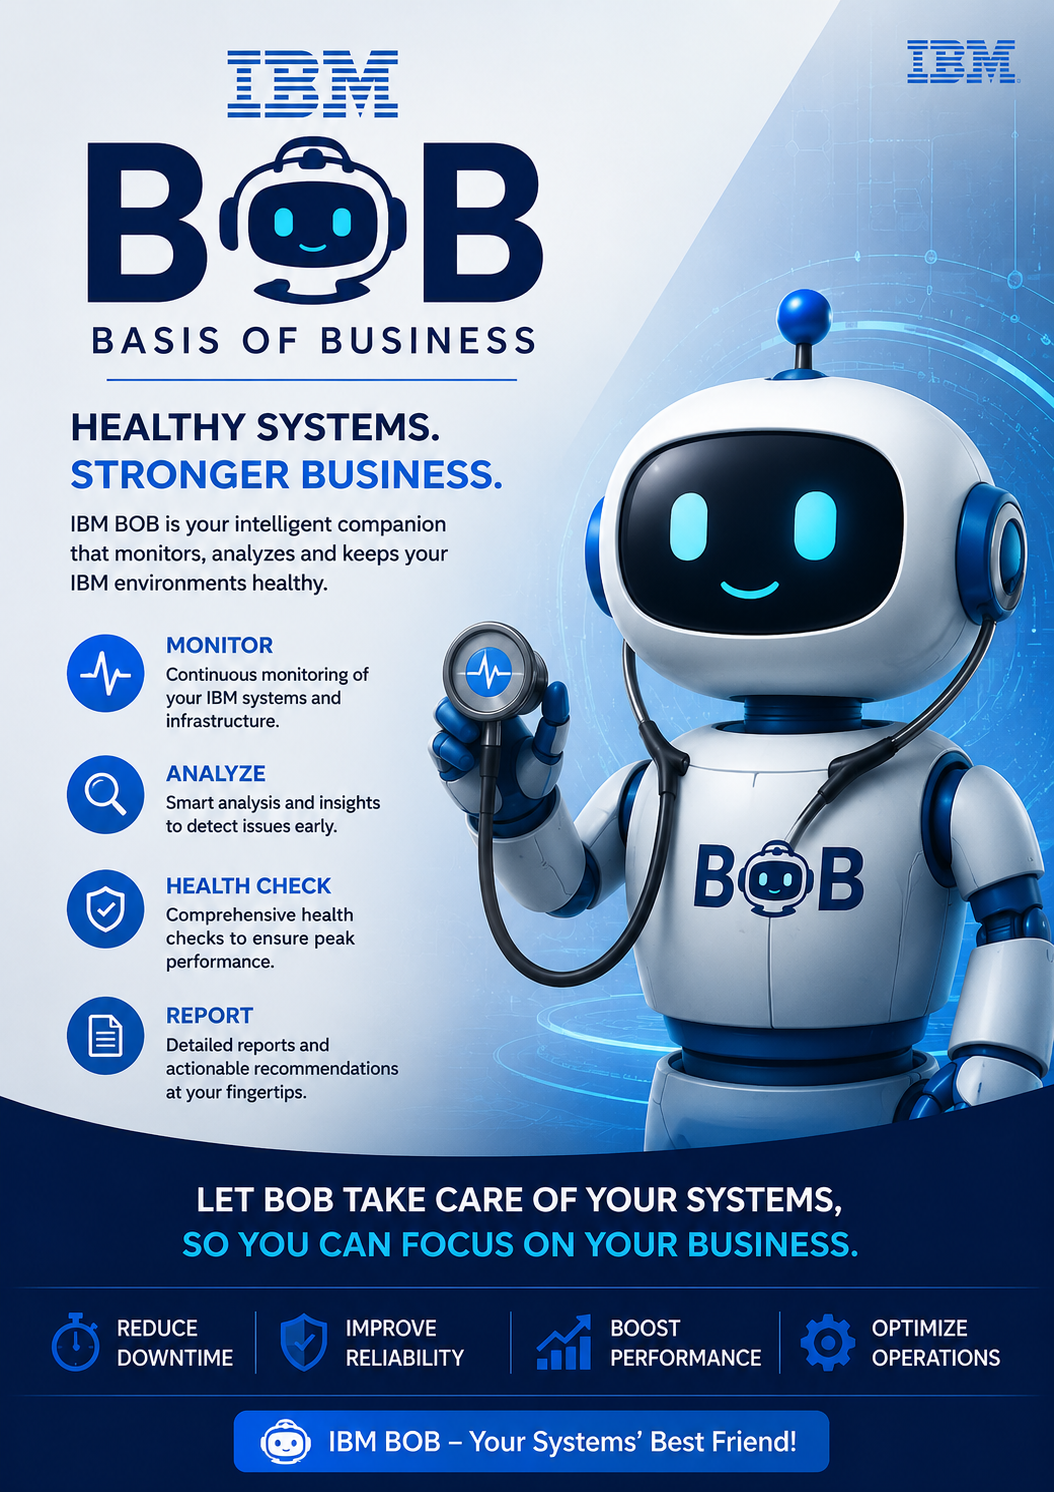 IBM
IBM
BOB
BASIS OF BUSINESS
HEALTHY SYSTEMS.
STRONGER BUSINESS.
IBM BOB is your intelligent companion
that monitors, analyzes and keeps your
IBM environments healthy.
MONITOR
Continuous monitoring of
your IBM systems and
infrastructure.
ANALYZE
Smart analysis and insights
to detect issues early.
HEALTH CHECK
Comprehensive health
checks to ensure peak
performance.
REPORT
Detailed reports and
actionable recommendations
at your fingertips.
BOB
LET BOB TAKE CARE OF YOUR SYSTEMS,
SO YOU CAN FOCUS ON YOUR BUSINESS.
REDUCE
DOWNTIME
IMPROVE
RELIABILITY
BOOST
PERFORMANCE
OPTIMIZE
OPERATIONS
IBM BOB – Your Systems’ Best Friend!